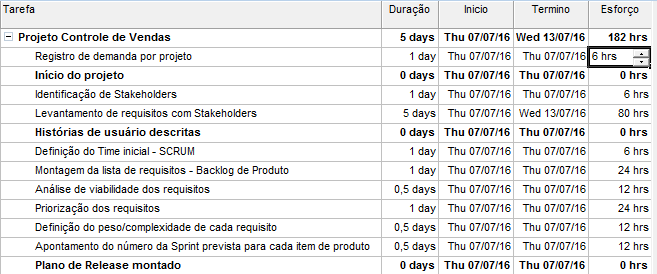 Tarefa Duração Inicio Termino Esforço
Projeto Controle de Vendas 5 days Thu 07/07/16 Wed 13/07/16 182 hrs
Registro de demanda por projeto 1 day Thu 07/07/16 Thu 07/07/16 6 hrs
Início do projeto 0 days Thu 07/07/16 Thu 07/07/16 0 hrs
Identificação de Stakeholders 1 day Thu 07/07/16 Thu 07/07/16 6 hrs
Levantamento de requisitos com Stakeholders 5 days Thu 07/07/16 Wed 13/07/16 80 hrs
Histórias de usuário descritas 0 days Thu 07/07/16 Thu 07/07/16 0 hrs
Definição do Time inicial - SCRUM 1 day Thu 07/07/16 Thu 07/07/16 6 hrs
Montagem da lista de requisitos - Backlog de Produto 1 day Thu 07/07/16 Thu 07/07/16 24 hrs
Análise de viabilidade dos requisitos 0,5 days Thu 07/07/16 Thu 07/07/16 12 hrs
Priorização dos requisitos 1 day Thu 07/07/16 Thu 07/07/16 24 hrs
Definição do peso/complexidade de cada requisito 0,5 days Thu 07/07/16 Thu 07/07/16 12 hrs
Apontamento do número da Sprint prevista para cada item de produto 0,5 days Thu 07/07/16 Thu 07/07/16 12 hrs
Plano de Release montado 0 days Thu 07/07/16 Thu 07/07/16 0 hrs